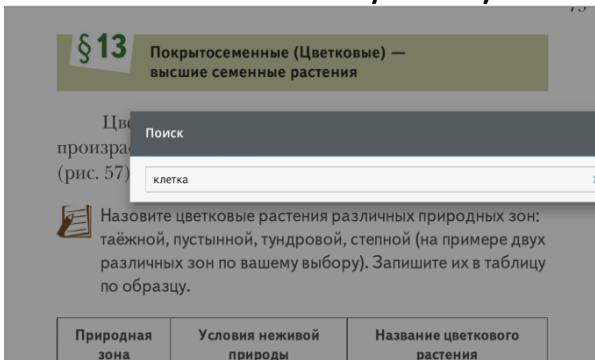 § 13
Покрытосеменные (Цветковые) —
высшие семенные растения
Поиск
(рис. 57)
клетка
Назовите цветковые растения различных природных зон:
таёжной, пустынной, тундровой, степной (на примере двух
различных зон по вашему выбору). Запишите их в таблицу
по образцу.
Природная зона
Условия неживой природы
Название цветкового растения